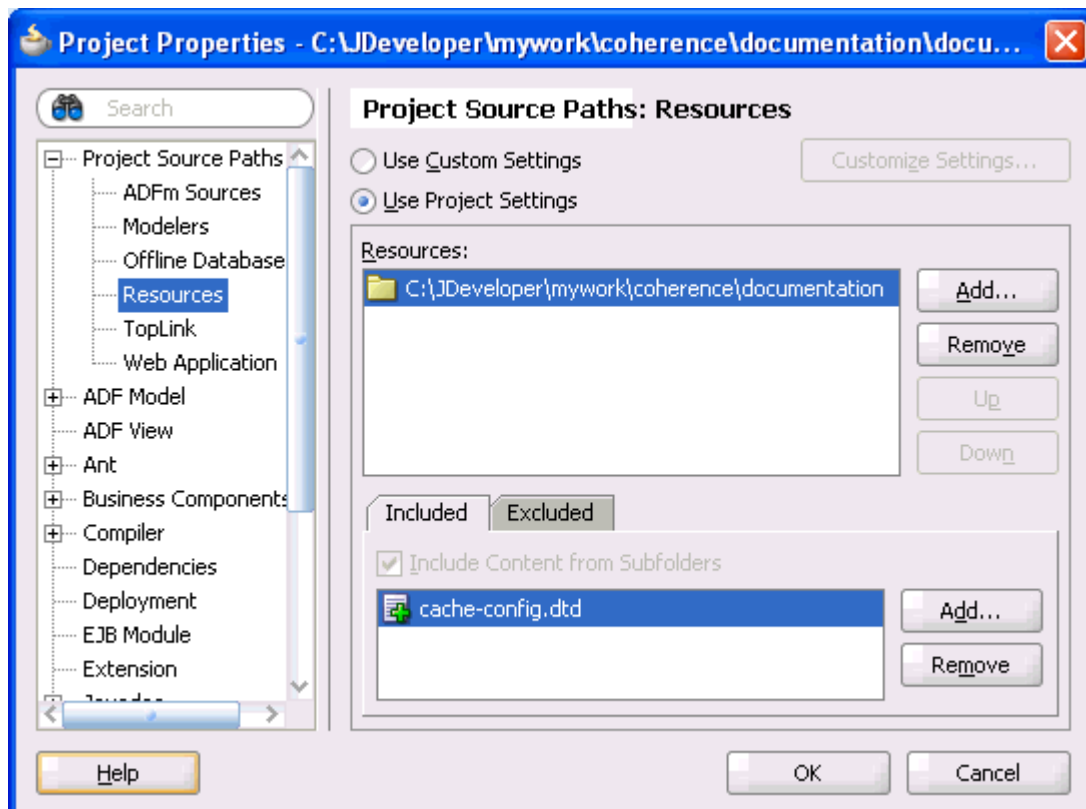 Project Properties - C:\JDeveloper\mywork\coherence\documentation\docu...
Search
Project Source Paths
ADFm Sources
Modelers
Offline Database
Resources
TopLink
Web Application
ADF Model
ADF View
Ant
Business Components
Compiler
Dependencies
Deployment
EJB Module
Extension
Javadoc
Project Source Paths: Resources
Use Custom Settings
Customize Settings...
Use Project Settings
Resources:
C:\JDeveloper\mywork\coherence\documentation
Add...
Remove
Up
Down
Included
Excluded
Include Content from Subfolders
cache-config.dtd
Add...
Remove
Help
OK
Cancel